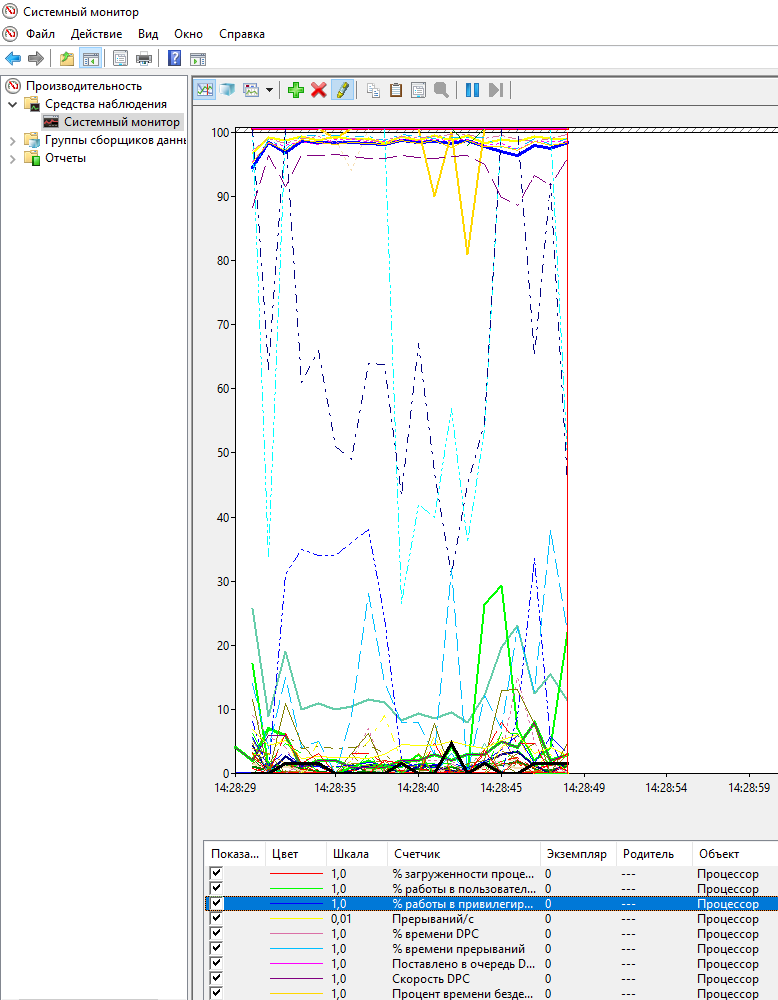 Системный монитор
Файл Действие Вид Окно Справка
Производительность
Средства наблюдения
Системный монитор
Группы сборщиков данн
Отчеты
100
90
80
70
60
50
40
30
20
10
0
14:28:29 14:28:35 14:28:40 14:28:45 14:28:49 14:28:54 14:28:59
Показа... Цвет Шкала Счетчик Экземпляр Родитель Объект
1,0 % загруженности проце... 0 --- Процессор
1,0 % работы в пользовател... 0 --- Процессор
1,0 % работы в привилегир... 0 --- Процессор
0,01 Прерываний/с 0 --- Процессор
1,0 % времени DPC 0 --- Процессор
1,0 % времени прерываний 0 --- Процессор
1,0 Поставлено в очередь D... 0 --- Процессор
1,0 Скорость DPC 0 --- Процессор
1,0 Процент времени безде... 0 --- Процессор